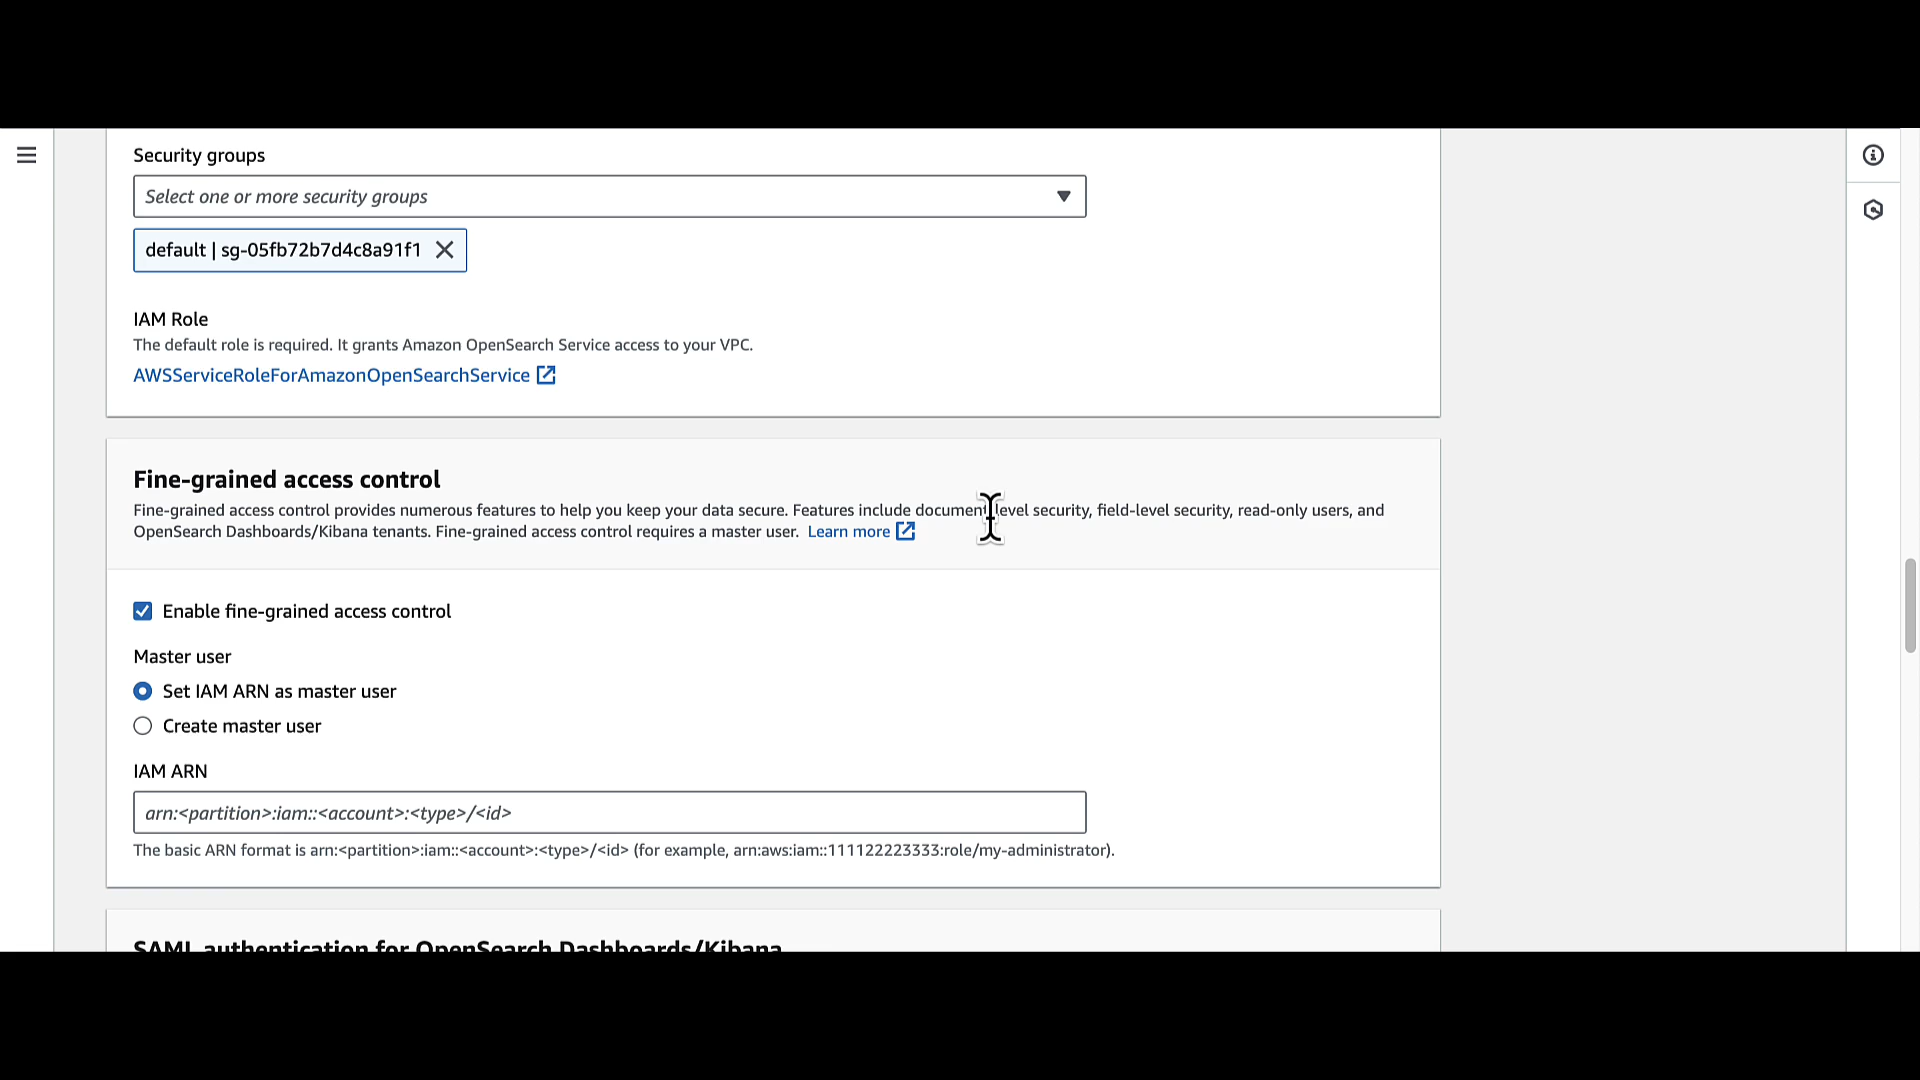 Security groups
Select one or more security groups
default | sg-05fb72b7d4c8a91f1
IAM Role
The default role is required. It grants Amazon OpenSearch Service access to your VPC.
AWSServiceRoleForAmazonOpenSearchService
Fine-grained access control
Fine-grained access control provides numerous features to help you keep your data secure. Features include document-level security, field-level security, read-only users, and
OpenSearch Dashboards/Kibana tenants. Fine-grained access control requires a master user. Learn more
Enable fine-grained access control
Master user
Set IAM ARN as master user
Create master user
IAM ARN
arn:<partition>:iam::<account>:<type>/<id>
The basic ARN format is arn:<partition>:iam::<account>:<type>/<id> (for example, arn:aws:iam::111122223333:role/my-administrator).
SAML authentication for OpenSearch Dashboards/Kibana